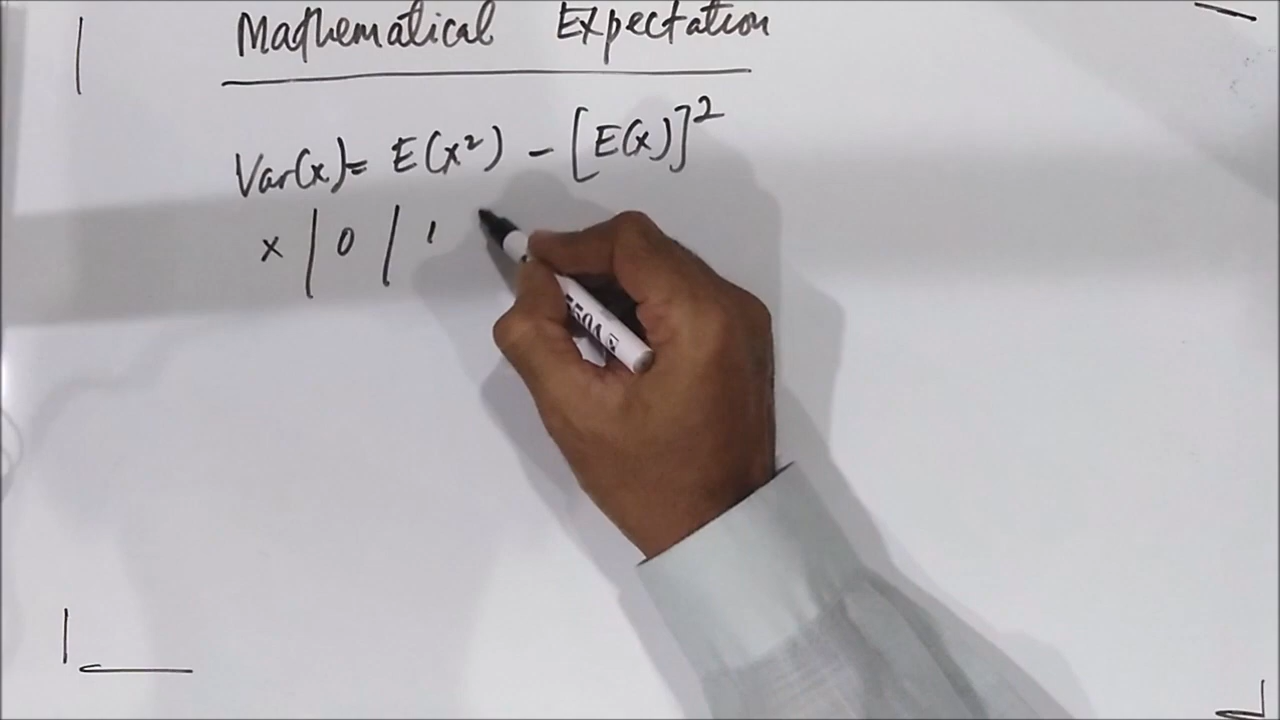 Mathematical Expectation
Var(x)= E(x²) - [E(x)]²
x | 0 | 1